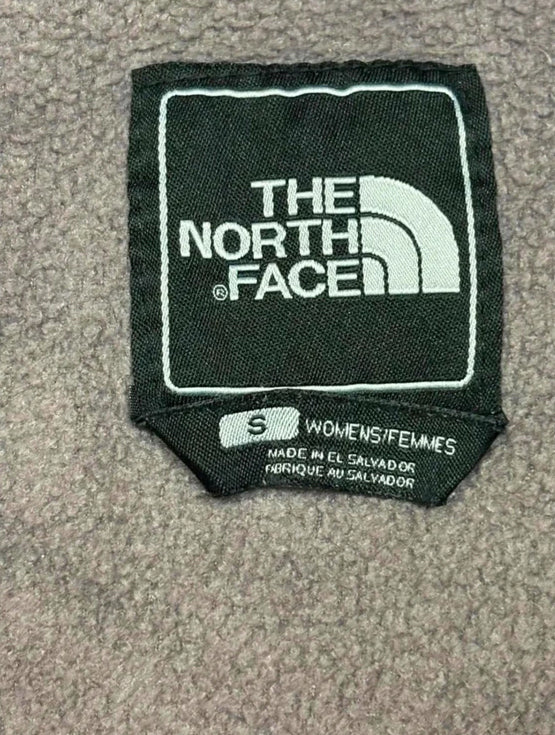 THE
NORTH
®FACE
S WOMENS/FEMMES
MADE IN EL SALVADOR
FABRIQUE AU SALVADOR